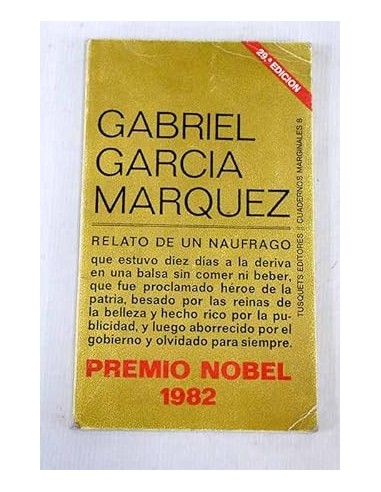 29.ª EDICION
GABRIEL
GARCIA
MARQUEZ
RELATO DE UN NAUFRAGO
que estuvo diez días a la deriva
en una balsa sin comer ni beber,
que fue proclamado héroe de la
patria, besado por las reinas de
la belleza y hecho rico por la pu-
blicidad, y luego aborrecido por el
gobierno y olvidado para siempre.
PREMIO NOBEL
1982
TUSQUETS EDITORES || CUADERNOS MARGINALES 8